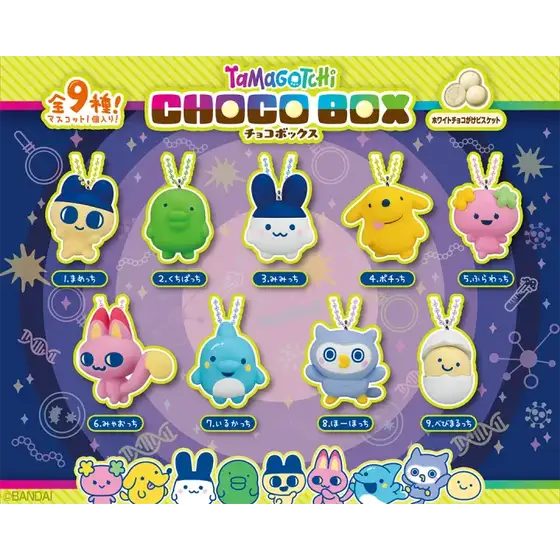 TAMAGOTCHI
全9種!
マスコット1個入り!
CHOCO BOX
チョコボックス
ホワイトチョコがけビスケット
1.まめっち
2.くちぱっち
3.みみっち
4.ポチっち
5.ふらわっち
6.みゃおっち
7.いるかっち
8.ほーほっち
9.べびまるっち
©BANDAI